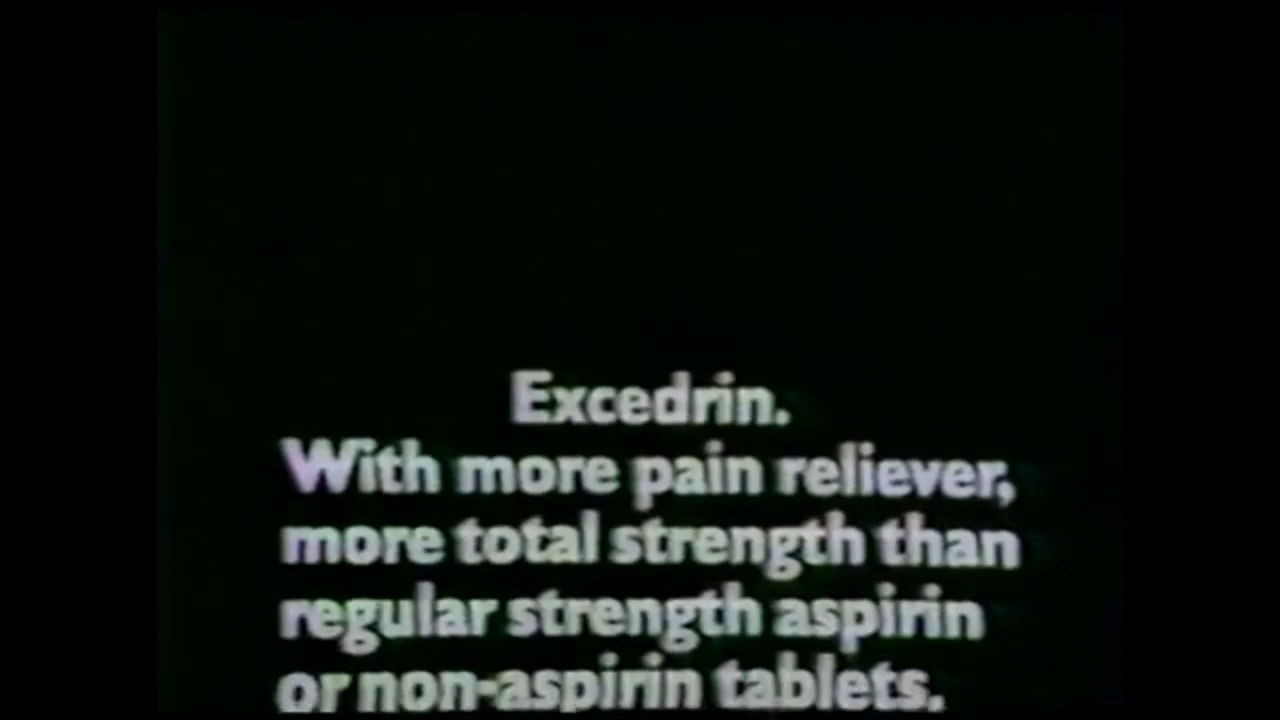 Excedrin.
With more pain reliever,
more total strength than
regular strength aspirin
or non-aspirin tablets.